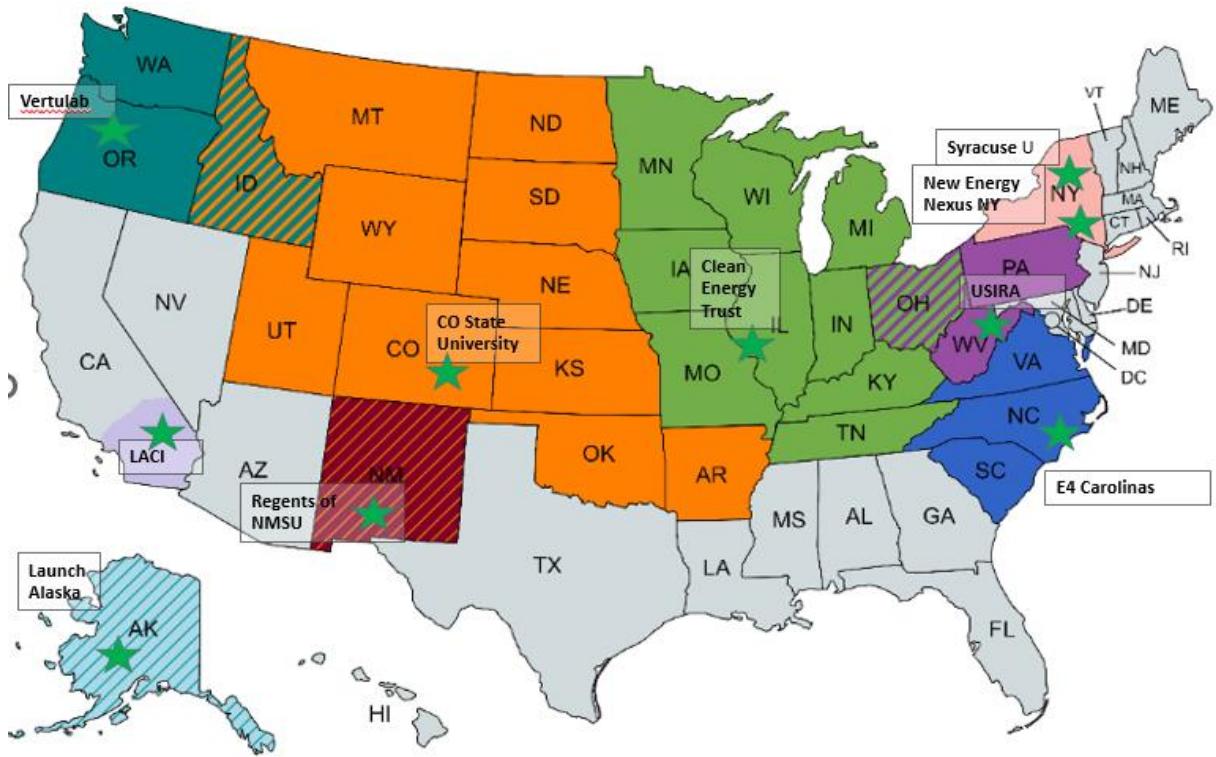 WA
Vertulab
OR
MT
ID
ND
MN
SD
WY
WI
MI
VT
ME
Syracuse U
NH
New Energy
Nexus NY
NY
MA
CT
RI
NV
UT
CA
CO State
University
CO
NE
KS
IA
Clean
Energy
Trust
IL
IN
MO
OH
PA
USIRA
NJ
DE
MD
DC
WV
VA
KY
TN
NC
SC
E4 Carolinas
LACI
AZ
NM
Regents of
NMSU
OK
AR
TX
LA
MS
AL
GA
FL
Launch
Alaska
AK
HI